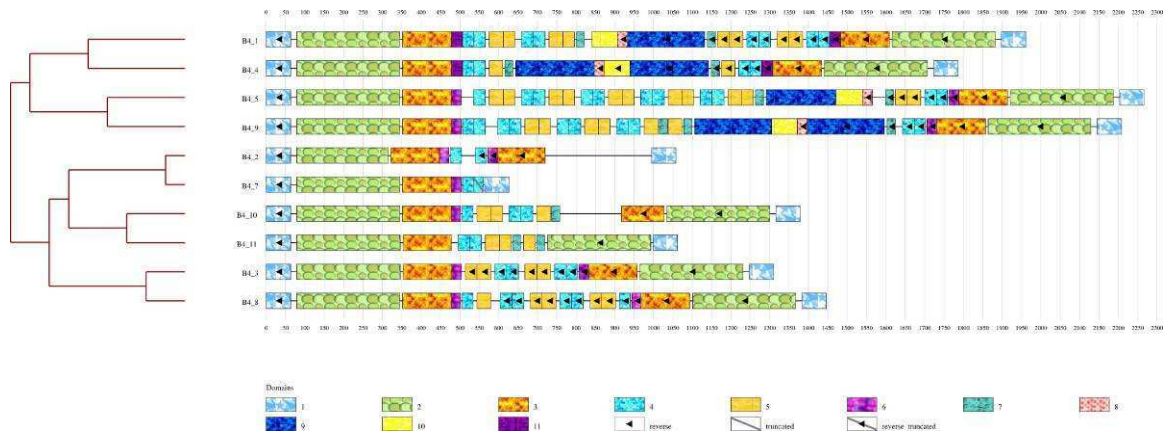 0 50 100 150 200 250 300 350 400 450 500 550 600 650 700 750 800 850 900 950 1000 1050 1100 1150 1200 1250 1300 1350 1400 1450 1500 1550 1600 1650 1700 1750 1800 1850 1900 1950 2000 2050 2100 2150 2200 2250 2300
B4_1
B4_4
B4_5
B4_9
B4_2
B4_7
B4_10
B4_11
B4_3
B4_8
0 50 100 150 200 250 300 350 400 450 500 550 600 650 700 750 800 850 900 950 1000 1050 1100 1150 1200 1250 1300 1350 1400 1450 1500 1550 1600 1650 1700 1750 1800 1850 1900 1950 2000 2050 2100 2150 2200 2250 2300
Domains
1 2 3 4 5 6 7 8
9 10 11 reverse truncated reverse truncated